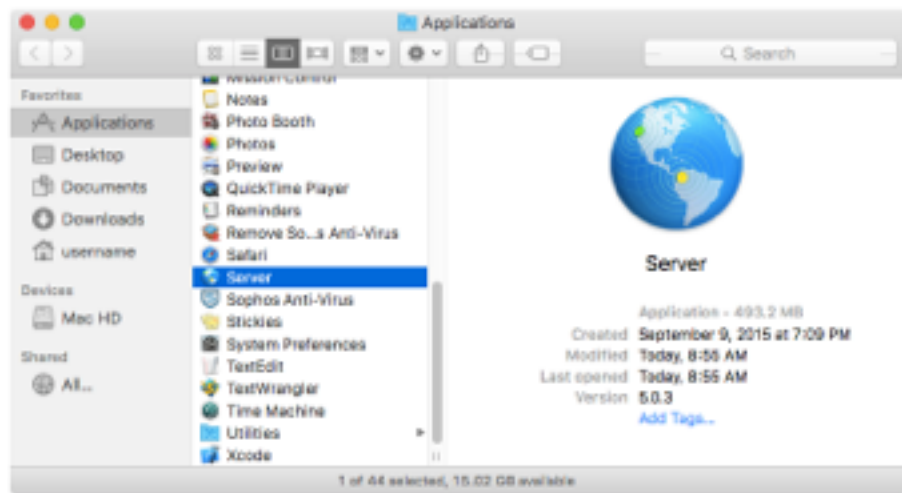 Applications
Search
Favorites
Applications
Desktop
Documents
Downloads
username
Devices
Mac HD
Shared
All...
Mission Control
Notes
Photo Booth
Photos
Preview
QuickTime Player
Reminders
Remove So...s Anti-Virus
Safari
Server
Sophos Anti-Virus
Stickies
System Preferences
TextEdit
TextWrangler
Time Machine
Utilities
Xcode
Server
Application - 493.2 MB
Created September 9, 2015 at 7:09 PM
Modified Today, 8:55 AM
Last opened Today, 8:55 AM
Version 5.0.3
Add Tags...
1 of 44 selected, 15.02 GB available